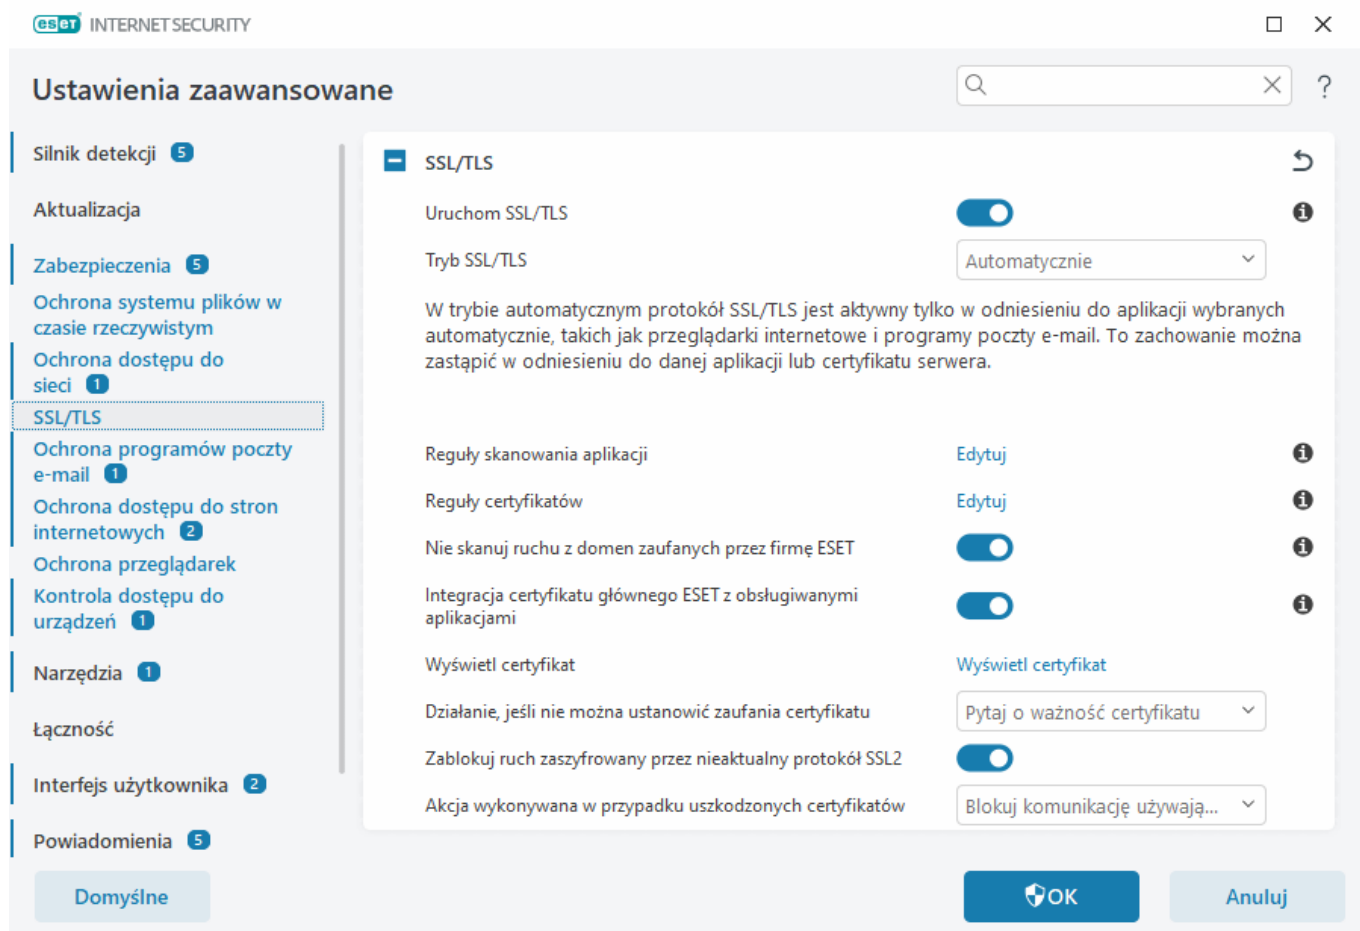 eset INTERNET SECURITY
Ustawienia zaawansowane
?
Silnik detekcji 5
Aktualizacja
Zabezpieczenia 5
Ochrona systemu plików w
czasie rzeczywistym
Ochrona dostępu do
sieci 1
SSL/TLS
Ochrona programów poczty
e-mail 1
Ochrona dostępu do stron
internetowych 2
Ochrona przeglądarek
Kontrola dostępu do
urządzeń 1
Narzędzia 1
Łączność
Interfejs użytkownika 2
Powiadomienia 5
SSL/TLS
Uruchom SSL/TLS
Tryb SSL/TLS Automatycznie
W trybie automatycznym protokół SSL/TLS jest aktywny tylko w odniesieniu do aplikacji wybranych
automatycznie, takich jak przeglądarki internetowe i programy poczty e-mail. To zachowanie można
zastąpić w odniesieniu do danej aplikacji lub certyfikatu serwera.
Reguły skanowania aplikacji Edytuj
Reguły certyfikatów Edytuj
Nie skanuj ruchu z domen zaufanych przez firmę ESET
Integracja certyfikatu głównego ESET z obsługiwanymi
aplikacjami
Wyświetl certyfikat Wyświetl certyfikat
Działanie, jeśli nie można ustanowić zaufania certyfikatu Pytaj o ważność certyfikatu
Zablokuj ruch zaszyfrowany przez nieaktualny protokół SSL2
Akcja wykonywana w przypadku uszkodzonych certyfikatów Blokuj komunikację używają...
Domyślne OK Anuluj